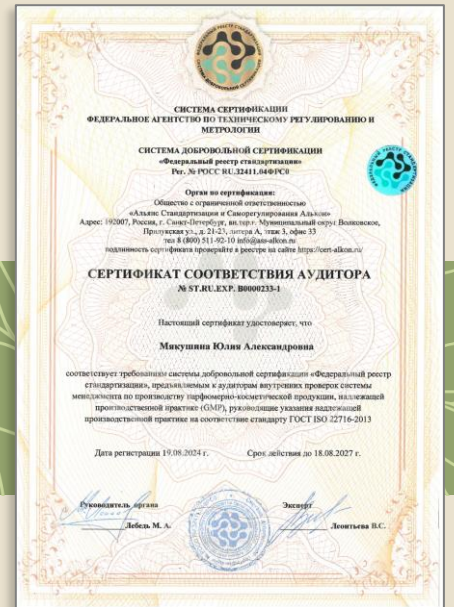 СИСТЕМА СЕРТИФИКАЦИИ
ФЕДЕРАЛЬНОЕ АГЕНТСТВО ПО ТЕХНИЧЕСКОМУ РЕГУЛИРОВАНИЮ И
МЕТРОЛОГИИ
СИСТЕМА ДОБРОВОЛЬНОЙ СЕРТИФИКАЦИИ
«Федеральный реестр стандартизации»
Рег. № РОСС RU.32411.04ФРС0
Орган по сертификации:
Общество с ограниченной ответственностью
«Альянс Стандартизации и Саморегулирования Алькон»
Адрес: 192007, Россия, г. Санкт-Петербург, вн.тер.г. Муниципальный округ Волковское,
Прилукская ул., д. 21-23, литера А, этаж 3, офис 33
тел 8 (800) 511-92-10 info@ass-alkon.ru
подлинность сертификата проверяйте в реестре на сайте https://cert-alkon.ru/
СЕРТИФИКАТ СООТВЕТСТВИЯ АУДИТОРА
№ ST.RU.EXP. B0000233-1
Настоящий сертификат удостоверяет, что
Мякушина Юлия Александровна
соответствует требованиям системы добровольной сертификации «Федеральный реестр
стандартизации», предъявляемым к аудиторам внутренних проверок системы
менеджмента по производству парфюмерно-косметической продукции, надлежащей
производственной практике (GMP), руководящие указания надлежащей
производственной практике на соответствие стандарту ГОСТ ISO 22716-2013
Дата регистрации 19.08.2024 г. Срок действия до 18.08.2027 г.
Руководитель органа Эксперт
Лебедь М. А. Леонтьева В.С.